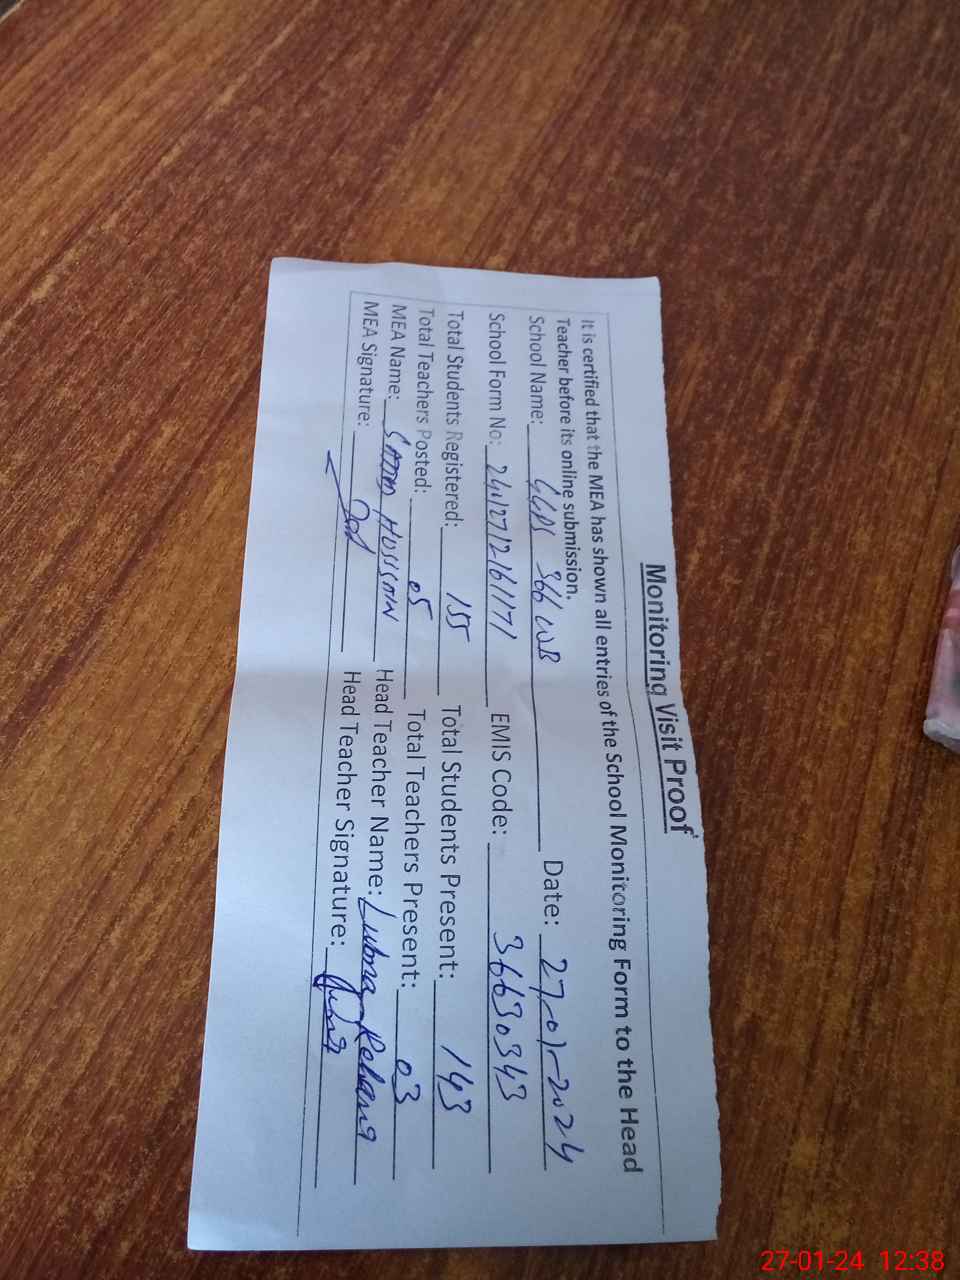 Monitoring Visit Proof
It is certified that the MEA has shown all entries of the School Monitoring Form to the Head
Teacher before its online submission.
School Name: GGPS 366 WB Date: 27-01-2024
School Form No: 24012712161171 EMIS Code: 36630343
Total Students Registered: 155 Total Students Present: 143
Total Teachers Posted: 05 Total Teachers Present: 03
MEA Name: Hussain Head Teacher Name: Lubna Rehana
MEA Signature: Head Teacher Signature:
27-01-24 12:38